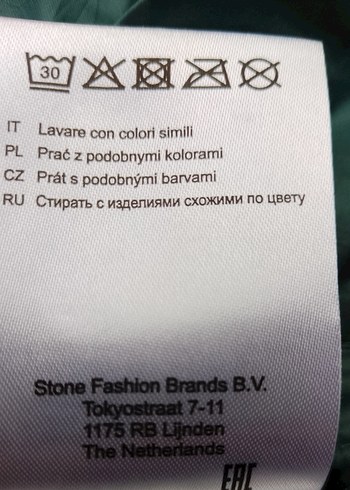 30
IT Lavare con colori simili
PL Prać z podobnymi kolorami
CZ Prát s podobnými barvami
RU Стирать с изделиями схожими по цвету
Stone Fashion Brands B.V.
Tokyostraat 7-11
1175 RB Lijnden
The Netherlands
EAC